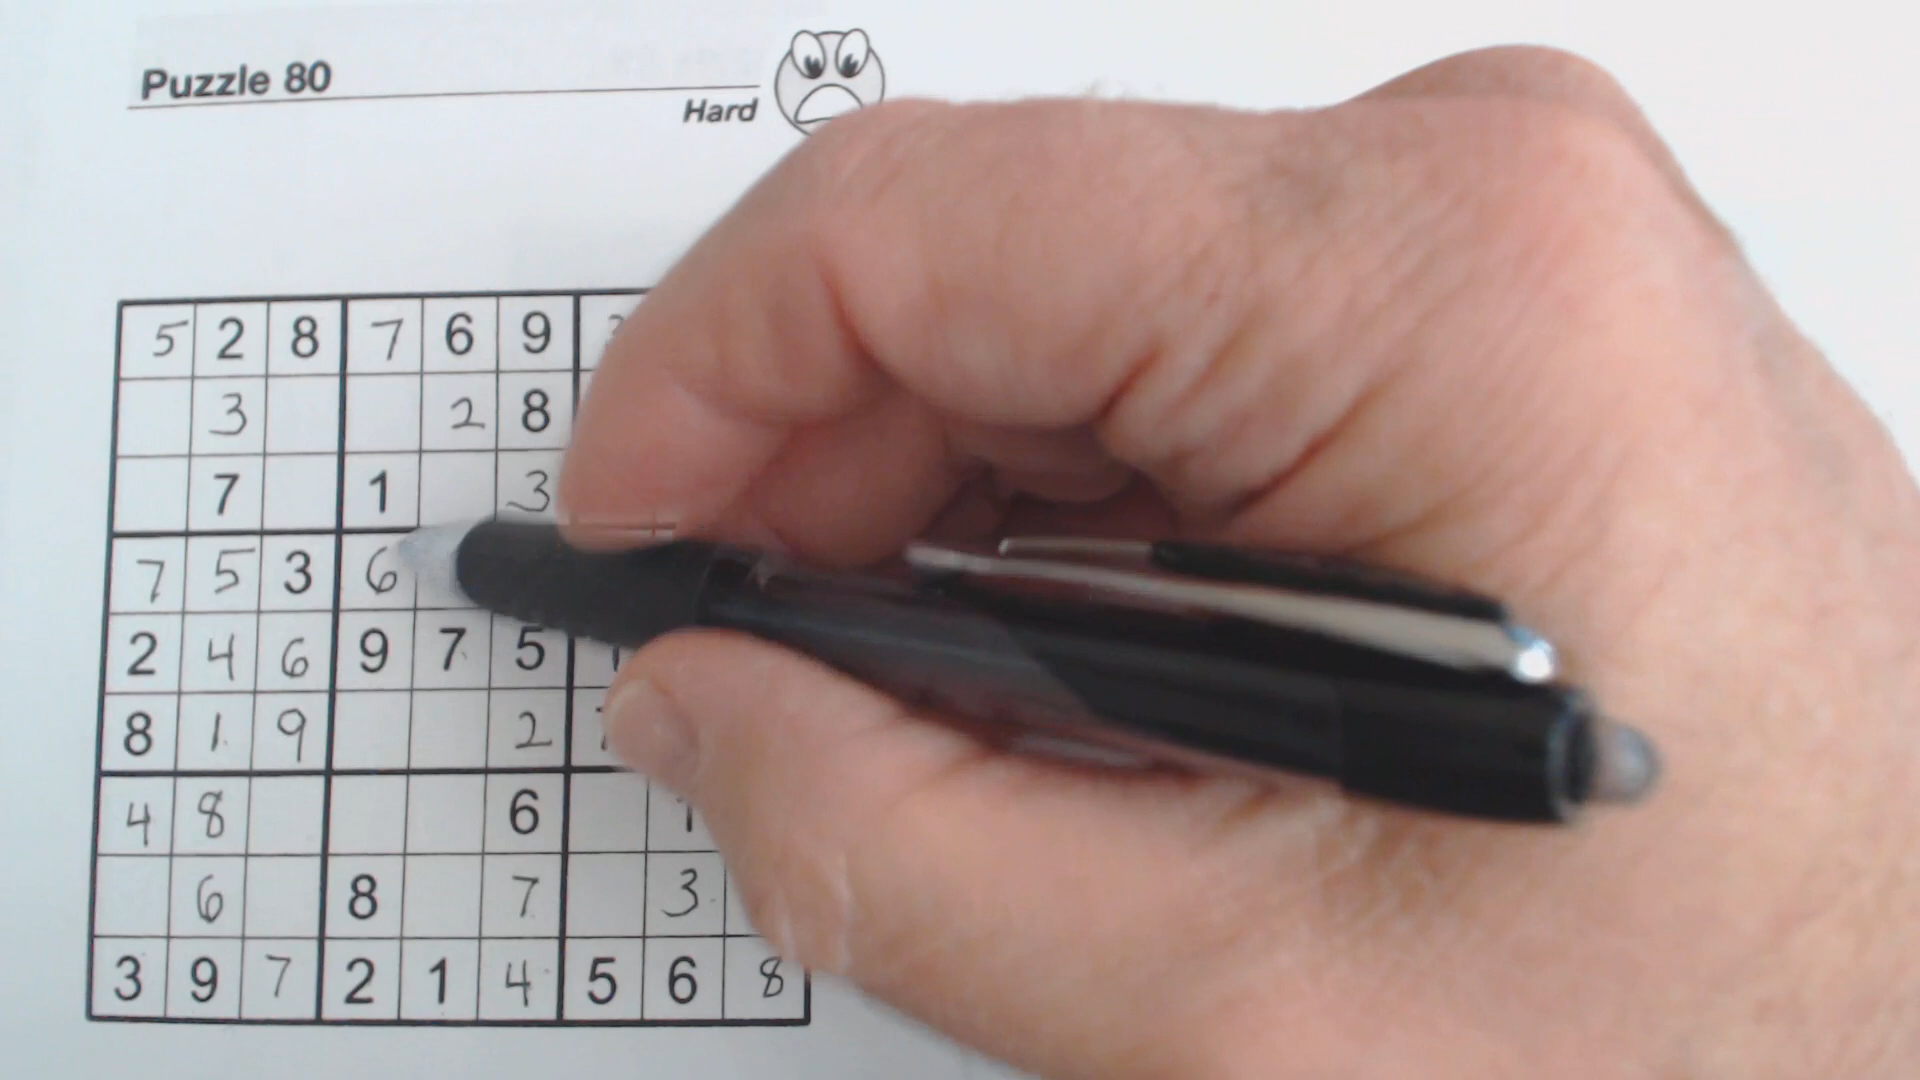 Puzzle 80
Hard
5 2 8 7 6 9
3 2 8
7 1 3
7 5 3 6
2 4 6 9 7 5
8 1 9 2
4 8 6
6 8 7 3
3 9 7 2 1 4 5 6 8